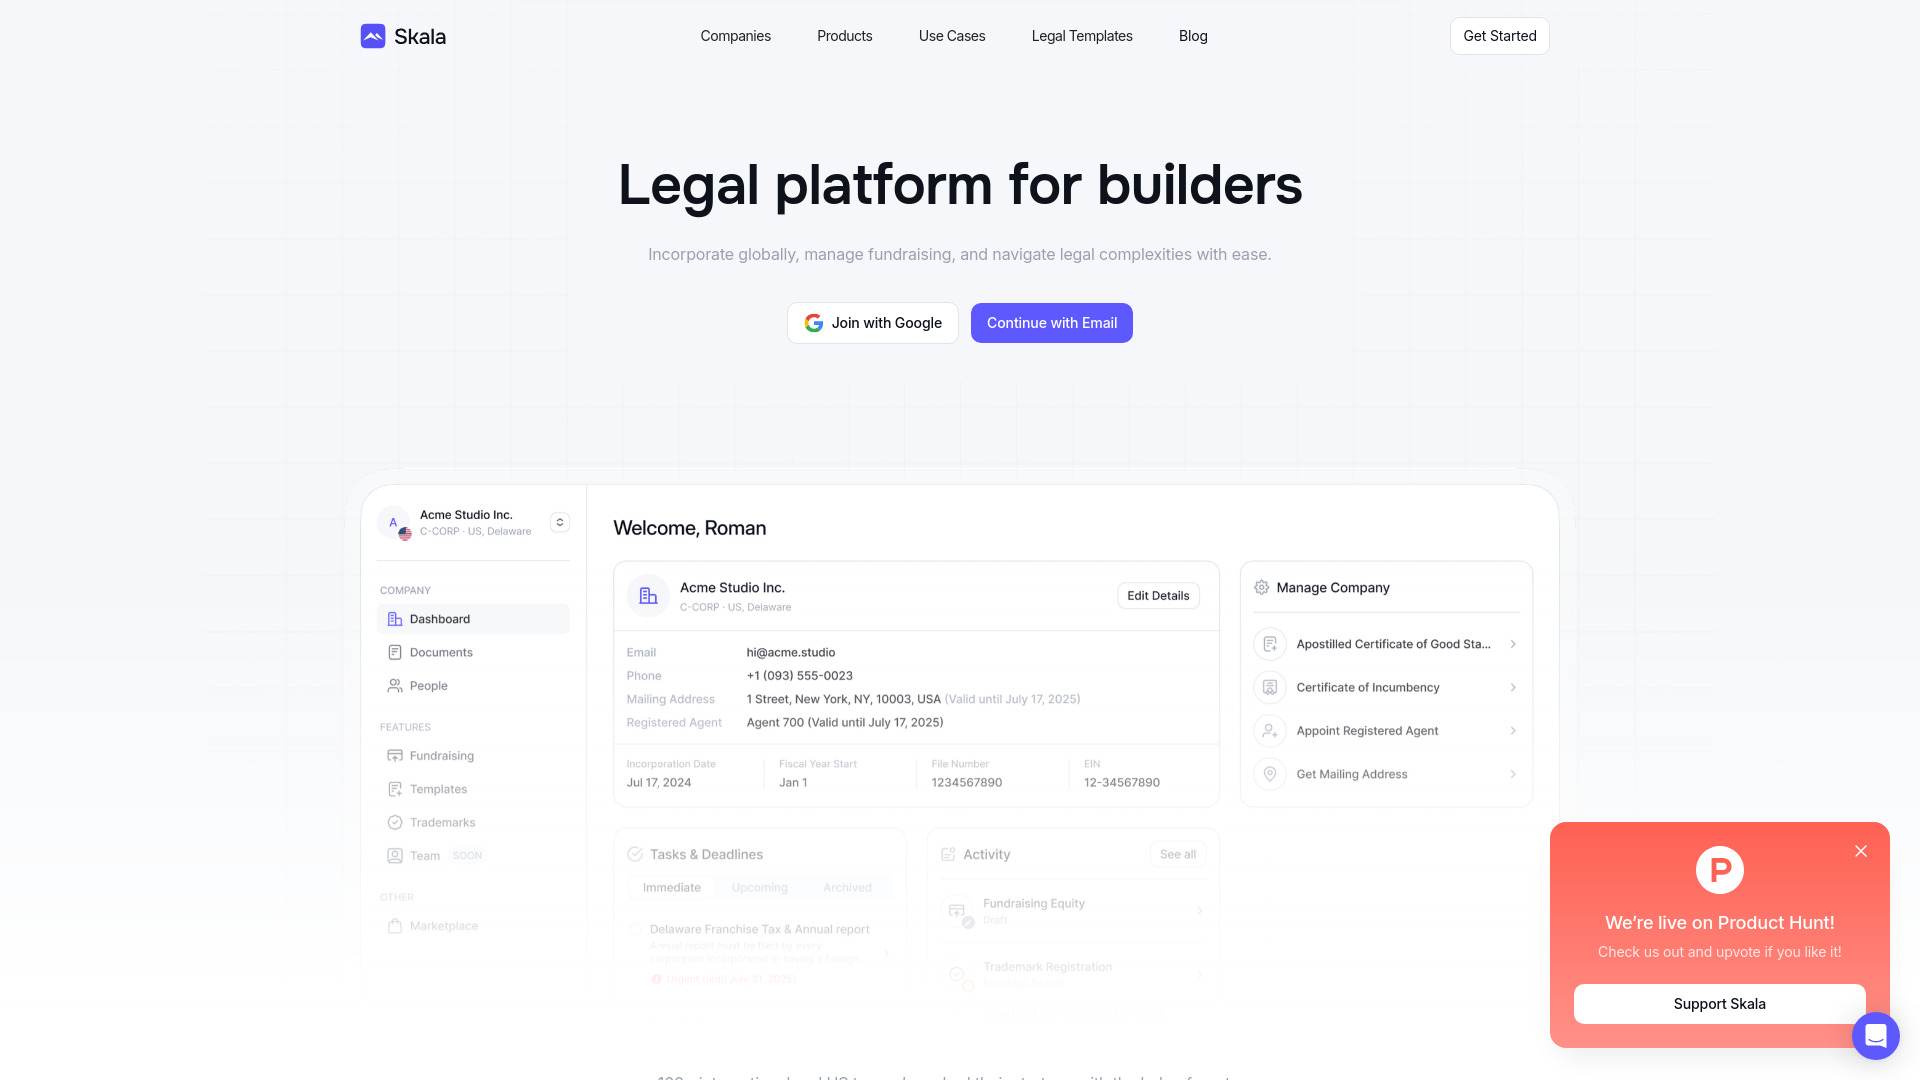 Skala
Companies
Products
Use Cases
Legal Templates
Blog
Get Started
Legal platform for builders
Incorporate globally, manage fundraising, and navigate legal complexities with ease.
Join with Google
Continue with Email
A
Acme Studio Inc.
C-CORP · US, Delaware
COMPANY
Dashboard
Documents
People
FEATURES
Fundraising
Templates
Trademarks
Team SOON
OTHER
Marketplace
Welcome, Roman
Acme Studio Inc.
C-CORP · US, Delaware
Edit Details
Email hi@acme.studio
Phone +1 (093) 555-0023
Mailing Address 1 Street, New York, NY, 10003, USA (Valid until July 17, 2025)
Registered Agent Agent 700 (Valid until July 17, 2025)
Incorporation Date Fiscal Year Start File Number EIN
Jul 17, 2024 Jan 1 1234567890 12-34567890
Manage Company
Apostilled Certificate of Good Sta...
Certificate of Incumbency
Appoint Registered Agent
Get Mailing Address
Tasks & Deadlines
Immediate Upcoming Archived
Delaware Franchise Tax & Annual report
Annual report must be filed by every
corporation incorporated or having a foreign
Urgent (until July 31, 2025)
Activity
See all
Fundraising Equity
Draft
Trademark Registration
P
We're live on Product Hunt!
Check us out and upvote if you like it!
Support Skala